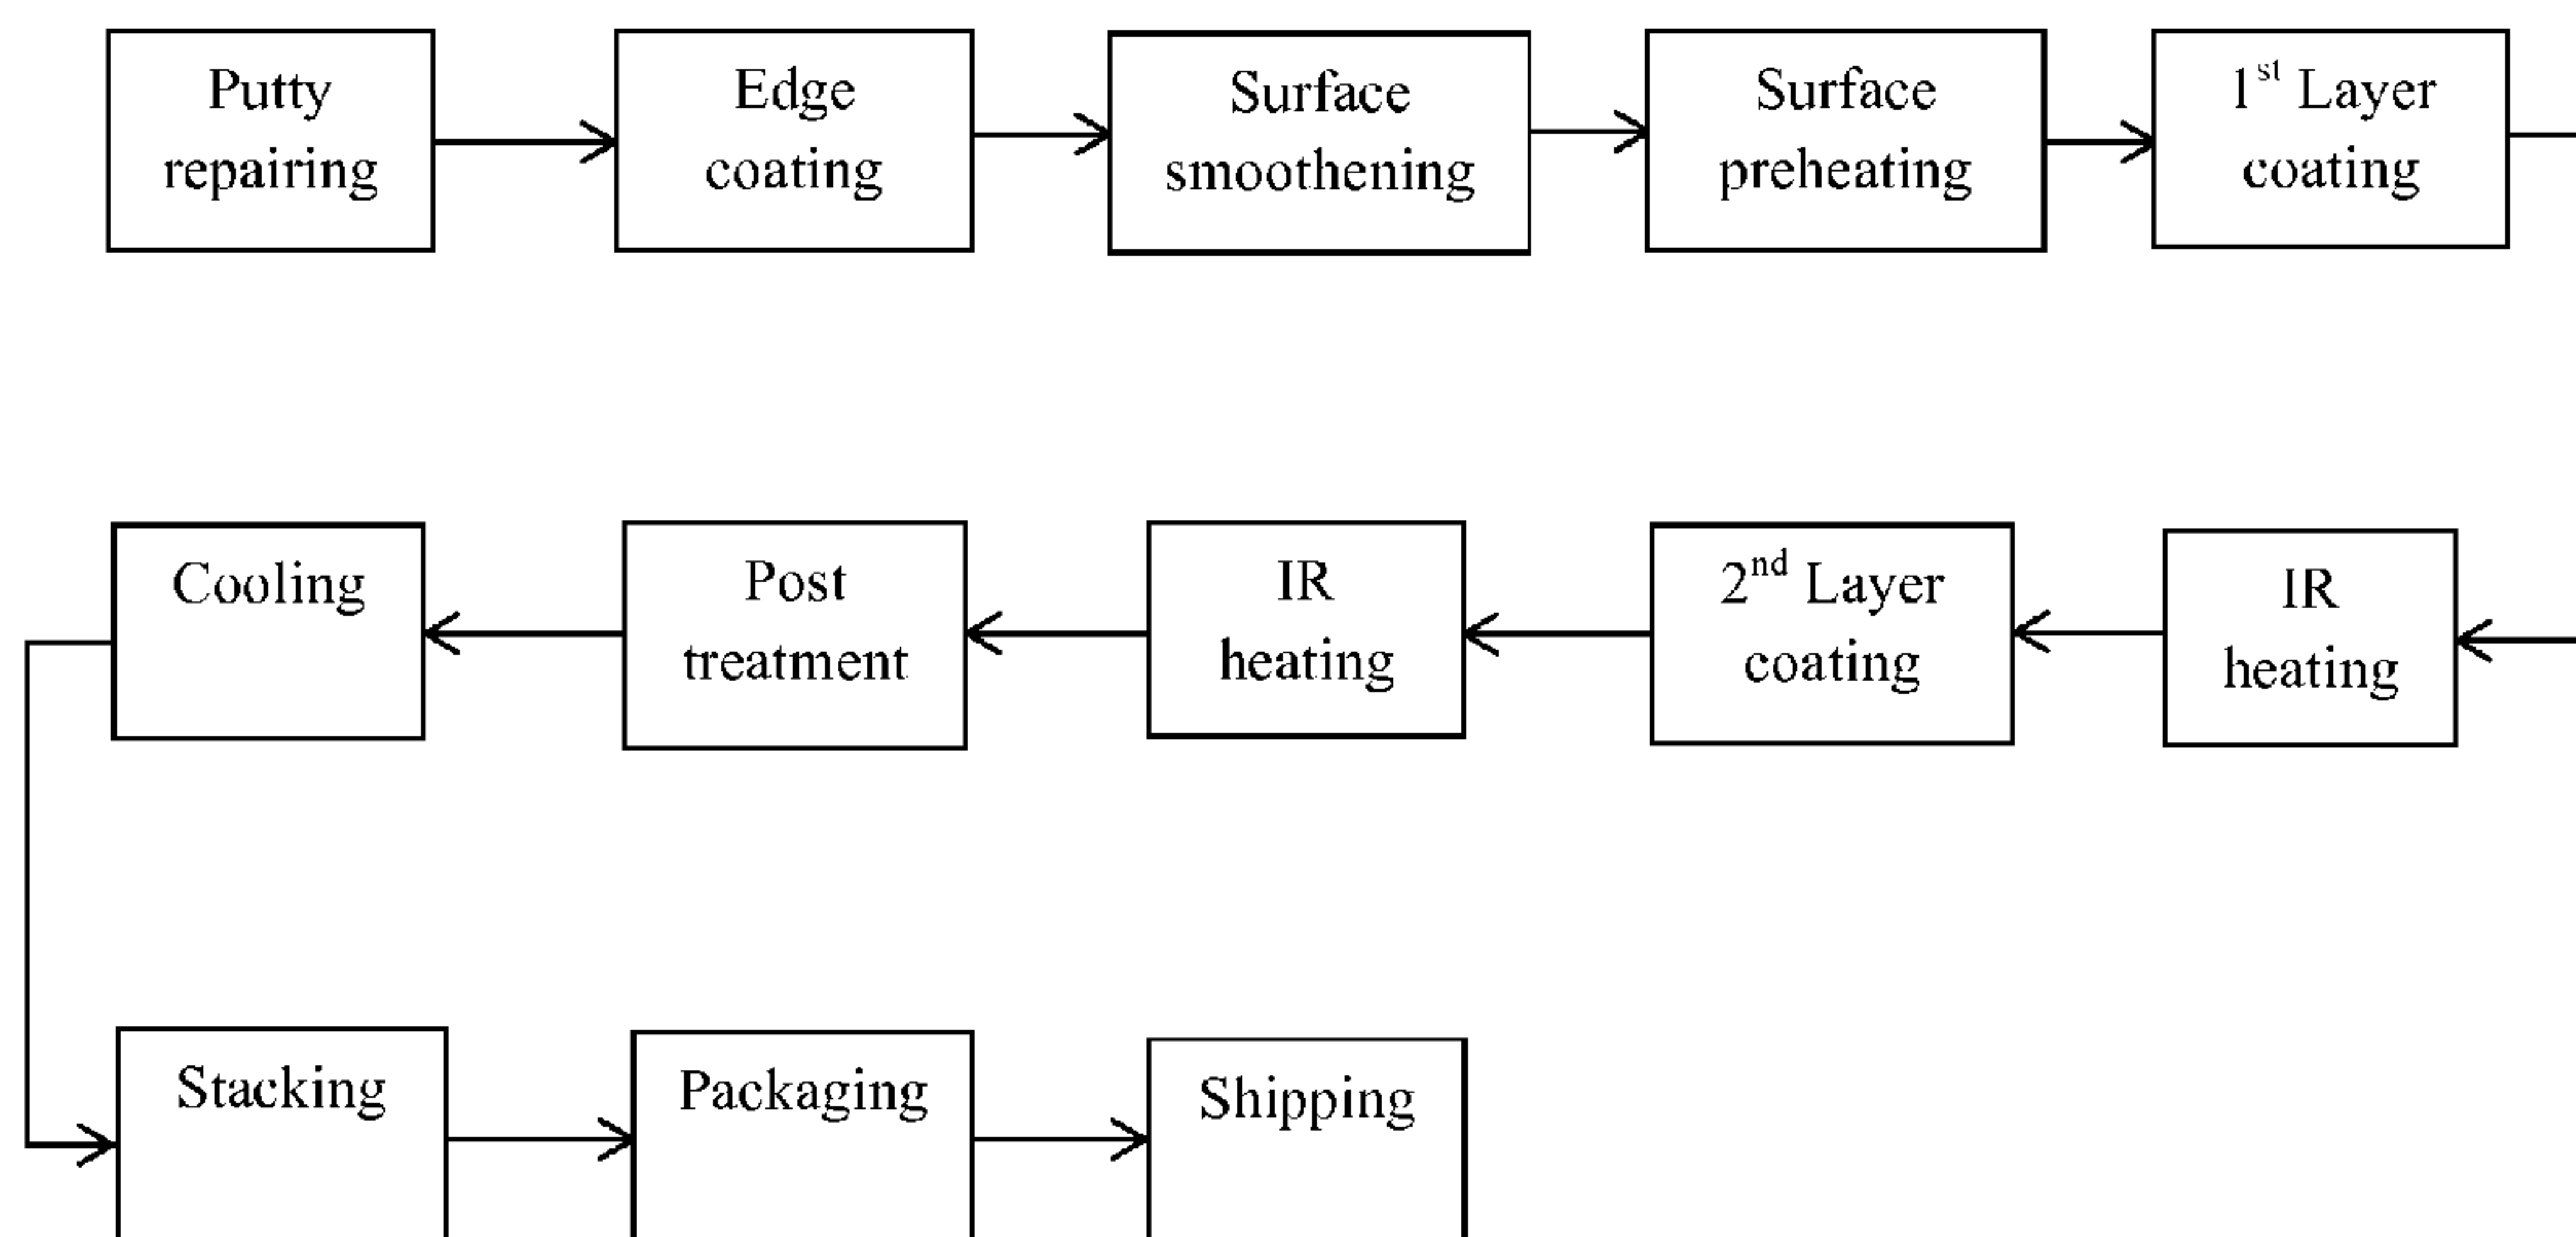 Putty
repairing
Edge
coating
Surface
smoothening
Surface
preheating
1st Layer
coating
IR
heating
2nd Layer
coating
IR
heating
Post
treatment
Cooling
Stacking
Packaging
Shipping